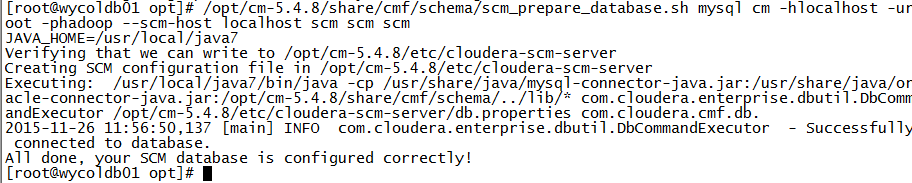 [root@wycoldb01 opt]# /opt/cm-5.4.8/share/cmf/schema/scm_prepare_database.sh mysql cm -hlocalhost -ur
oot -phadoop --scm-host localhost scm scm scm
JAVA_HOME=/usr/local/java7
Verifying that we can write to /opt/cm-5.4.8/etc/cloudera-scm-server
Creating SCM configuration file in /opt/cm-5.4.8/etc/cloudera-scm-server
Executing:  /usr/local/java7/bin/java -cp /usr/share/java/mysql-connector-java.jar:/usr/share/java/or
acle-connector-java.jar:/opt/cm-5.4.8/share/cmf/schema/../lib/* com.cloudera.enterprise.dbutil.DbComm
andExecutor /opt/cm-5.4.8/etc/cloudera-scm-server/db.properties com.cloudera.cmf.db.
2015-11-26 11:56:50,137 [main] INFO  com.cloudera.enterprise.dbutil.DbCommandExecutor  - Successfully
 connected to database.
All done, your SCM database is configured correctly!
[root@wycoldb01 opt]#